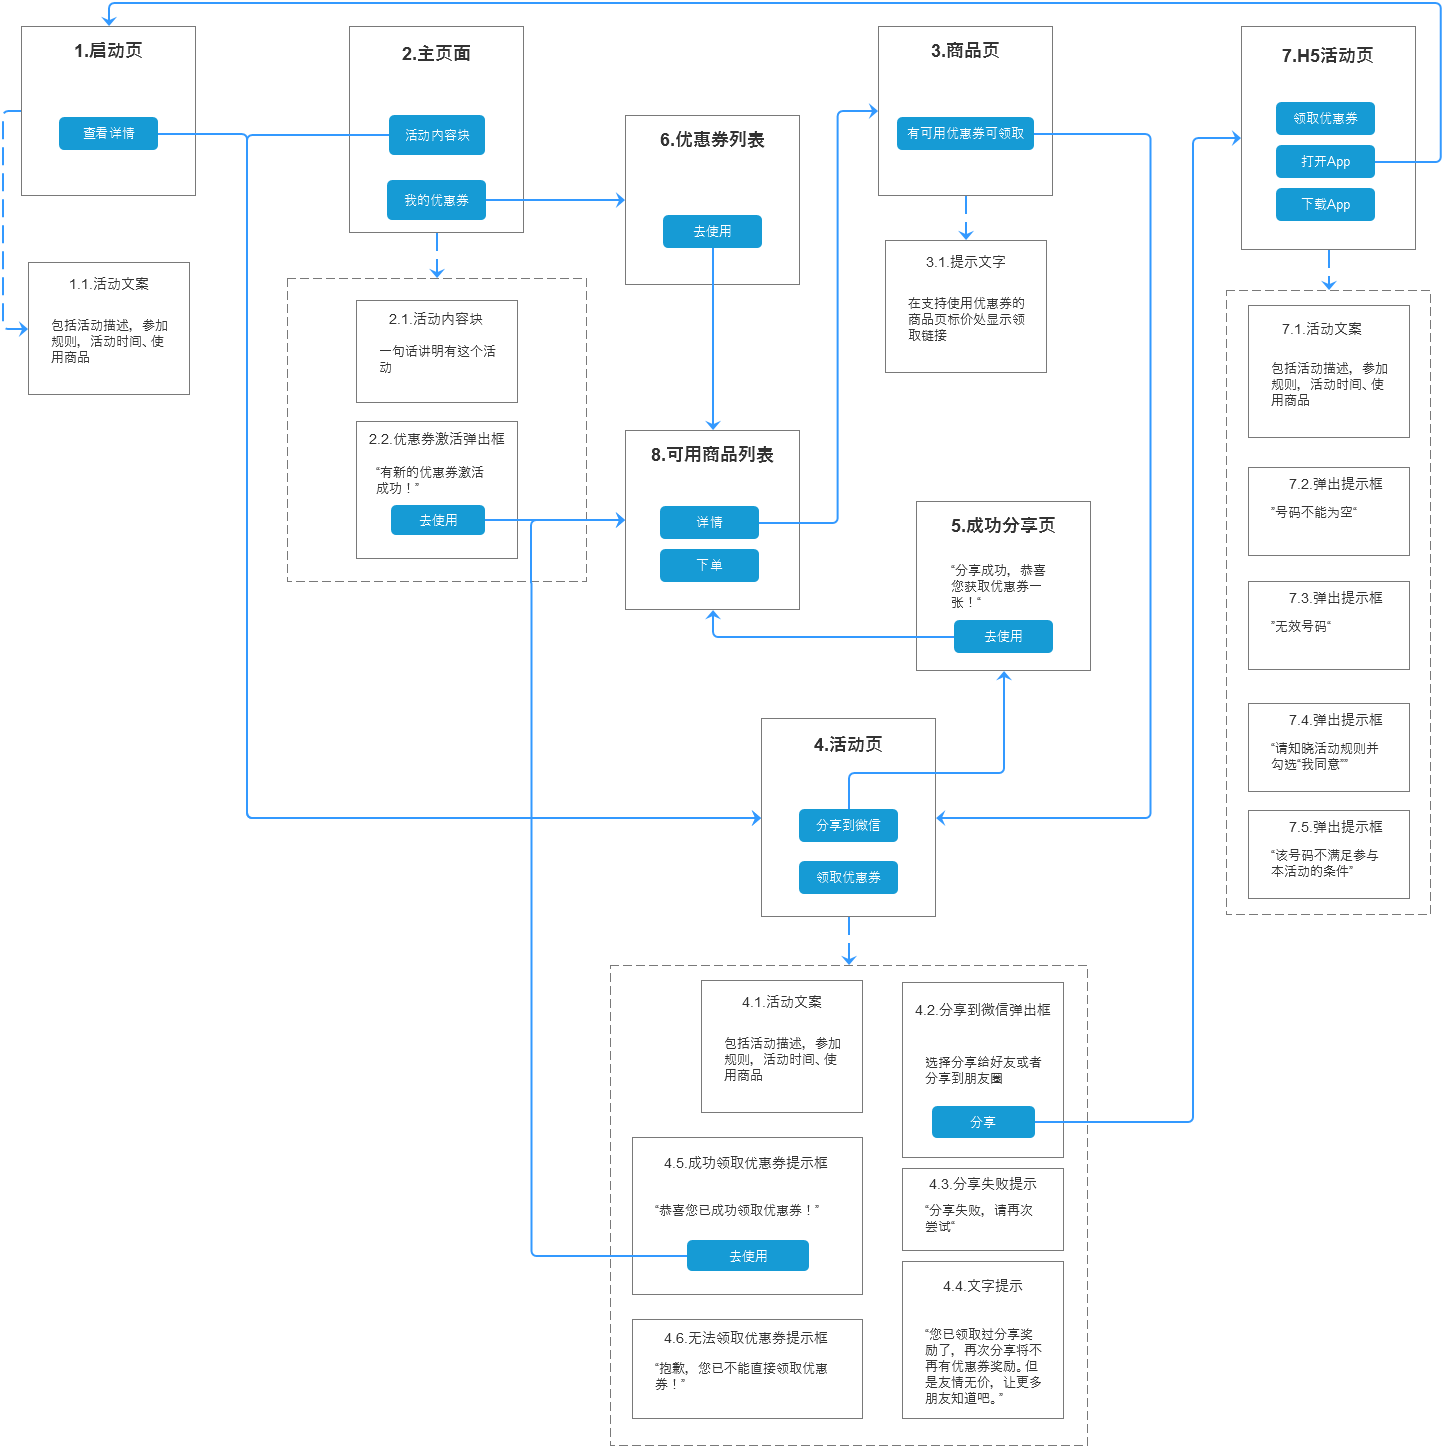 1.启动页
查看详情
1.1.活动文案
包括活动描述，参加
规则，活动时间、使
用商品
2.主页面
活动内容块
我的优惠券
2.1.活动内容块
一句话讲明有这个活
动
2.2.优惠券激活弹出框
“有新的优惠券激活
成功！”
去使用
6.优惠券列表
去使用
8.可用商品列表
详情
下单
3.商品页
有可用优惠券可领取
3.1.提示文字
在支持使用优惠券的
商品页标价处显示领
取链接
5.成功分享页
“分享成功，恭喜
您获取优惠券一
张！“
去使用
4.活动页
分享到微信
领取优惠券
4.1.活动文案
包括活动描述，参加
规则，活动时间、使
用商品
4.2.分享到微信弹出框
选择分享给好友或者
分享到朋友圈
分享
4.5.成功领取优惠券提示框
“恭喜您已成功领取优惠券！”
去使用
4.3.分享失败提示
“分享失败，请再次
尝试“
4.4.文字提示
“您已领取过分享奖
励了，再次分享将不
再有优惠券奖励。但
是友情无价，让更多
朋友知道吧。”
4.6.无法领取优惠券提示框
“抱歉，您已不能直接领取优惠
券！”
7.H5活动页
领取优惠券
打开App
下载App
7.1.活动文案
包括活动描述，参加
规则，活动时间、使
用商品
7.2.弹出提示框
”号码不能为空“
7.3.弹出提示框
”无效号码“
7.4.弹出提示框
“请知晓活动规则并
勾选“我同意””
7.5.弹出提示框
“该号码不满足参与
本活动的条件”